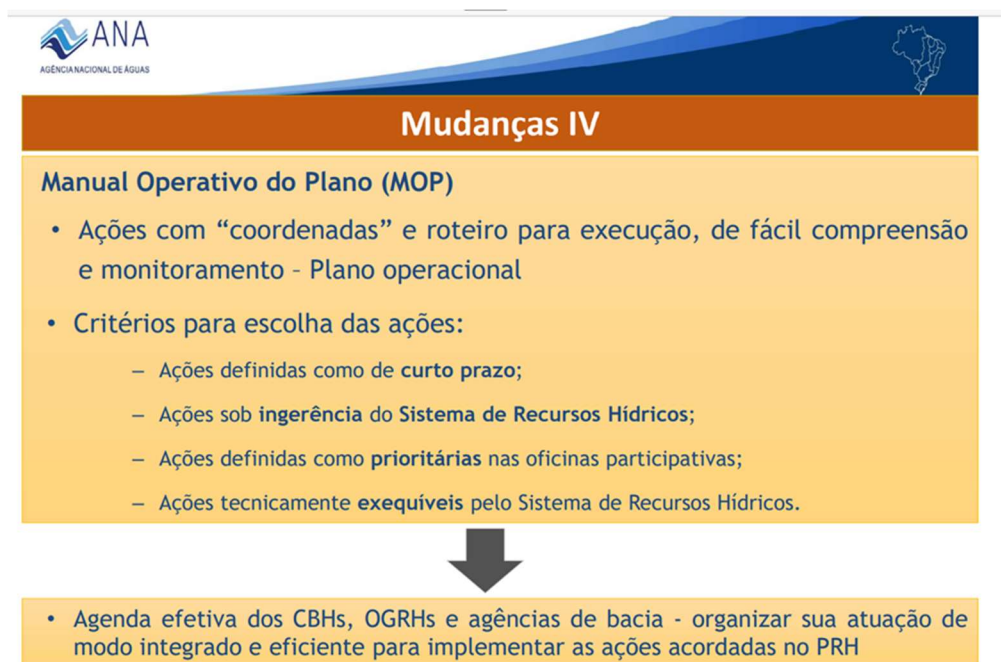 ANA
AGÊNCIA NACIONAL DE ÁGUAS
Mudanças IV
Manual Operativo do Plano (MOP)
• Ações com “coordenadas” e roteiro para execução, de fácil compreensão
e monitoramento – Plano operacional
• Critérios para escolha das ações:
– Ações definidas como de curto prazo;
– Ações sob ingerência do Sistema de Recursos Hídricos;
– Ações definidas como prioritárias nas oficinas participativas;
– Ações tecnicamente exequíveis pelo Sistema de Recursos Hídricos.
• Agenda efetiva dos CBHs, OGRHs e agências de bacia - organizar sua atuação de
modo integrado e eficiente para implementar as ações acordadas no PRH